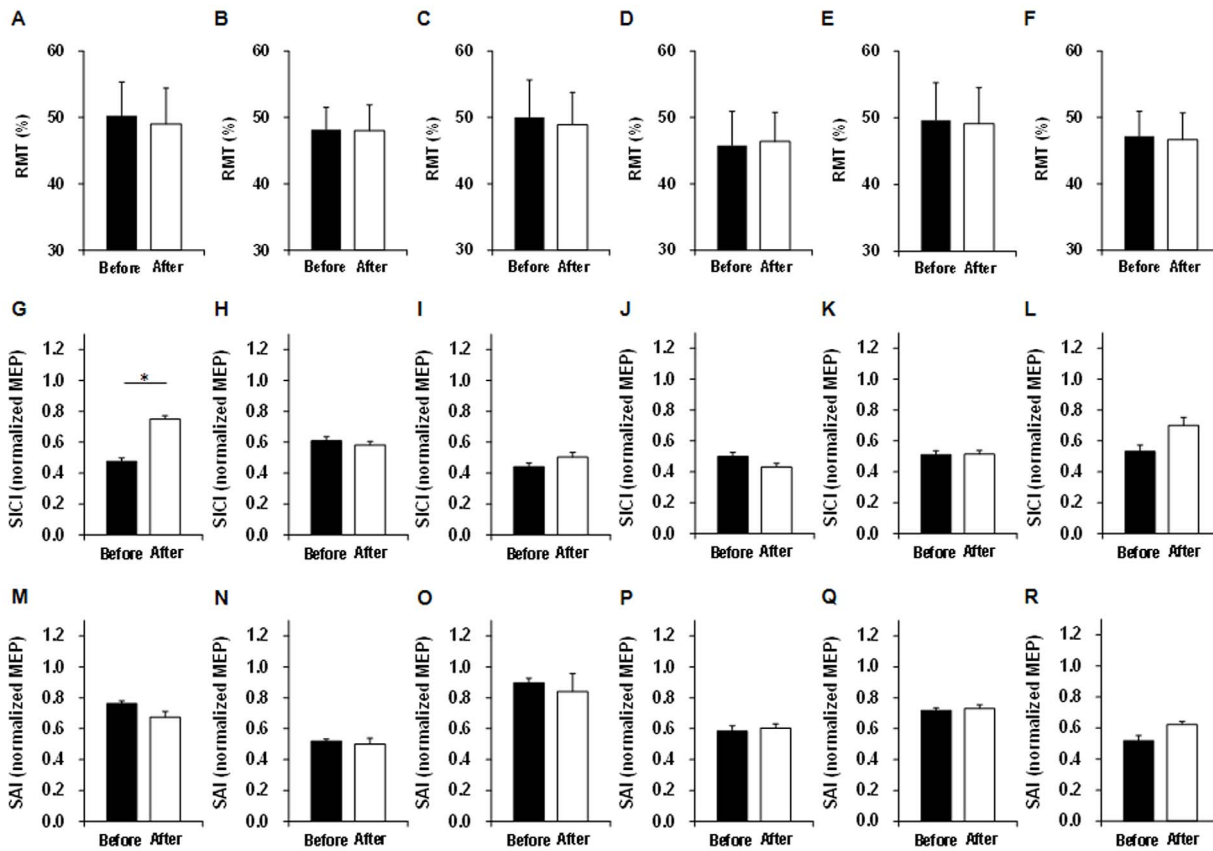 A B C D E F
60 60 60 60 60 60
50 50 50 50 50 50
40 40 40 40 40 40
30 30 30 30 30 30
RMT (%) RMT (%) RMT (%) RMT (%) RMT (%) RMT (%)
Before After Before After Before After Before After Before After Before After
G H I J K L
1.2 1.2 1.2 1.2 1.2 1.2
1.0 1.0 1.0 1.0 1.0 1.0
*
0.8 0.8 0.8 0.8 0.8 0.8
0.6 0.6 0.6 0.6 0.6 0.6
0.4 0.4 0.4 0.4 0.4 0.4
0.2 0.2 0.2 0.2 0.2 0.2
0.0 0.0 0.0 0.0 0.0 0.0
SICI (normalized MEP) SICI (normalized MEP) SICI (normalized MEP) SICI (normalized MEP) SICI (normalized MEP) SICI (normalized MEP)
Before After Before After Before After Before After Before After Before After
M N O P Q R
1.2 1.2 1.2 1.2 1.2 1.2
1.0 1.0 1.0 1.0 1.0 1.0
0.8 0.8 0.8 0.8 0.8 0.8
0.6 0.6 0.6 0.6 0.6 0.6
0.4 0.4 0.4 0.4 0.4 0.4
0.2 0.2 0.2 0.2 0.2 0.2
0.0 0.0 0.0 0.0 0.0 0.0
SAI (normalized MEP) SAI (normalized MEP) SAI (normalized MEP) SAI (normalized MEP) SAI (normalized MEP) SAI (normalized MEP)
Before After Before After Before After Before After Before After Before After